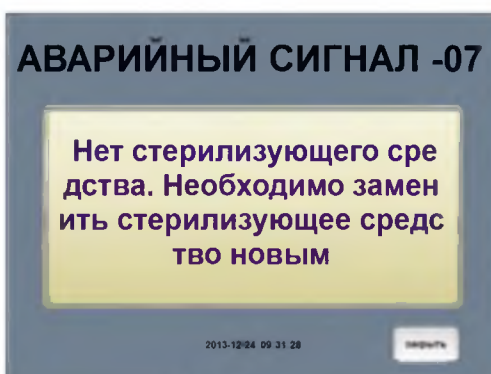 АВАРИЙНЫЙ СИГНАЛ -07
Нет стерилизующего сре
дства. Необходимо замен
ить стерилизующее средс
тво новым
2013-12-24 09 31 28
закрыть